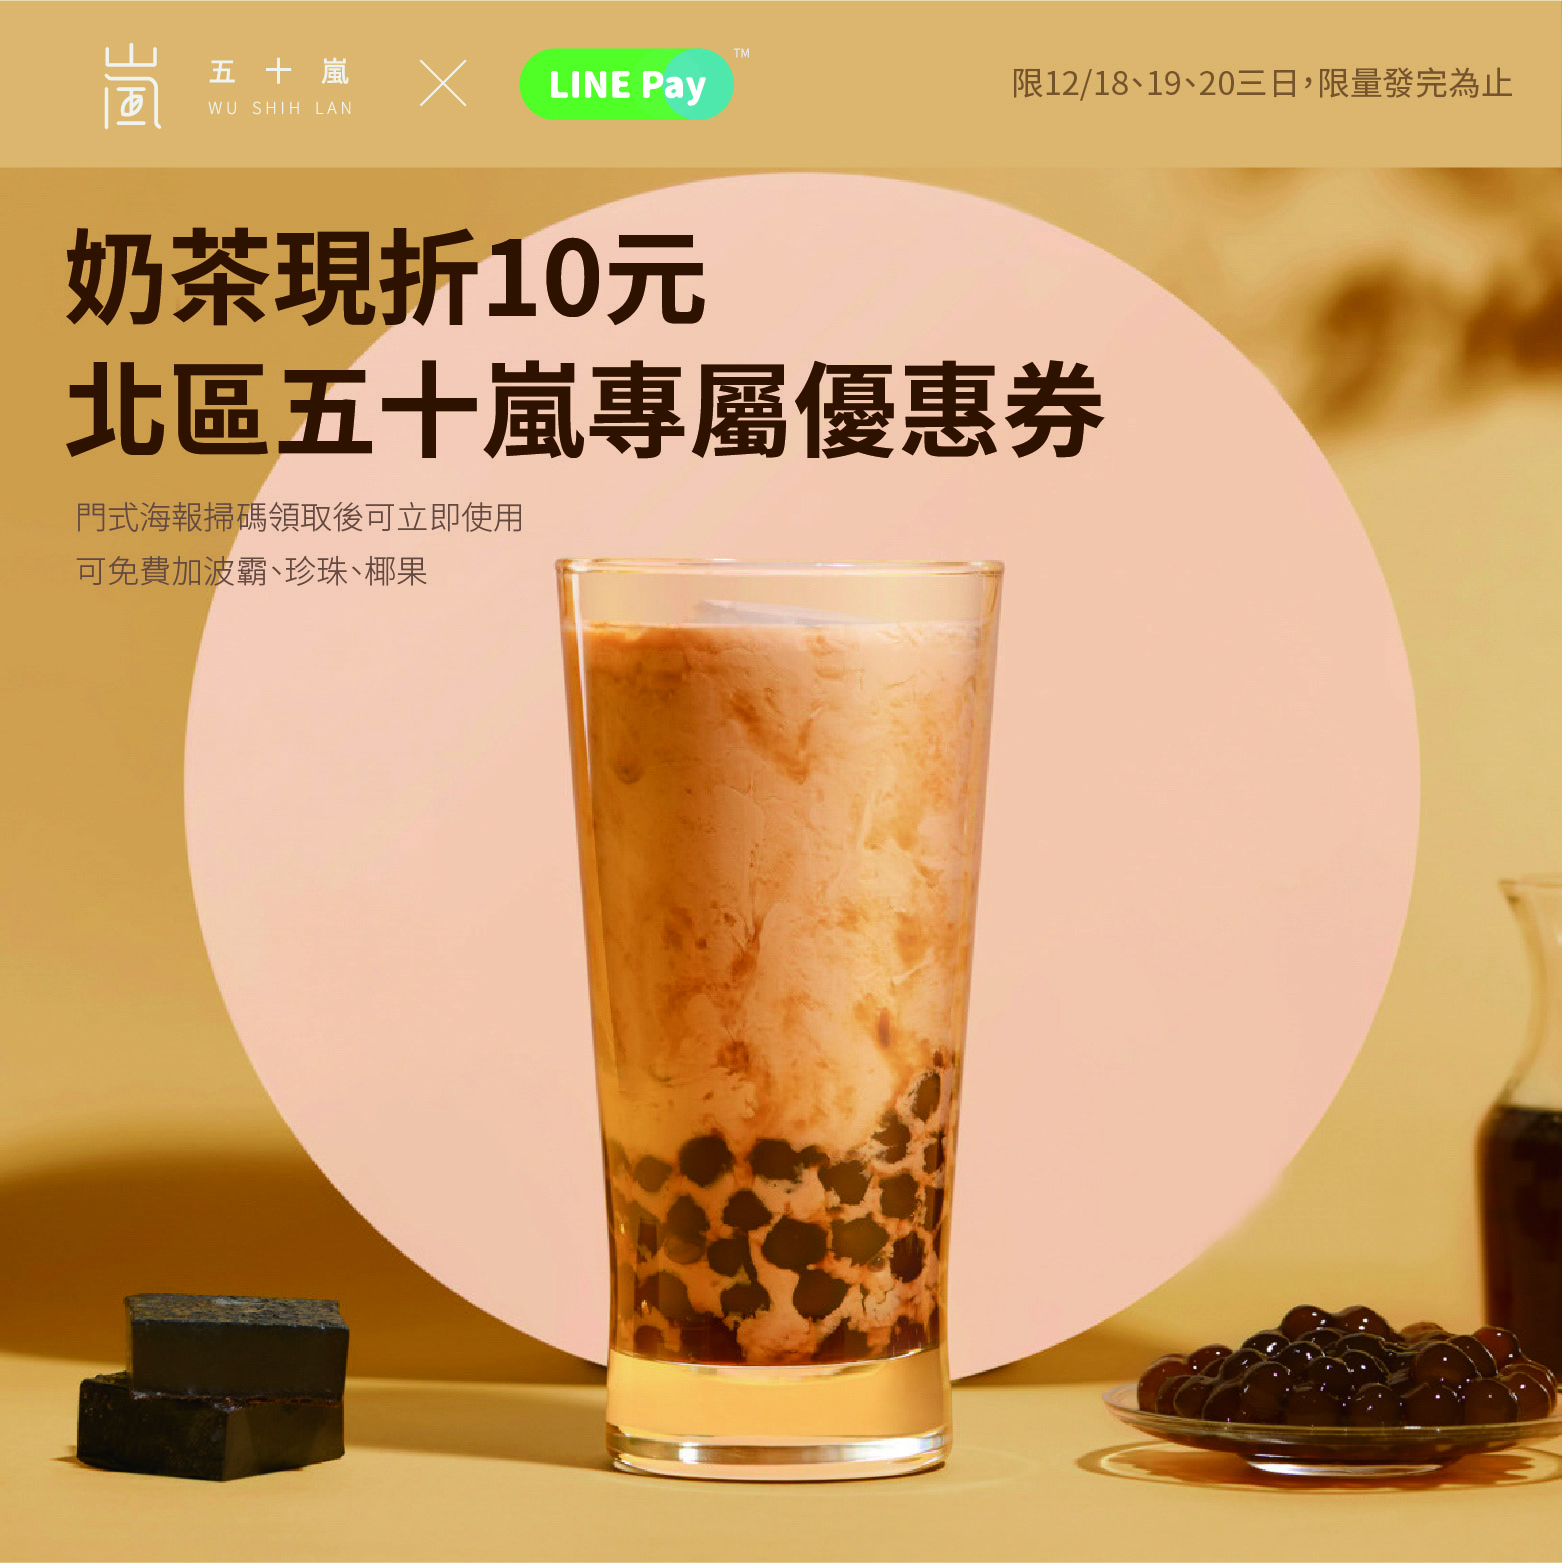 五十嵐
WU SHIH LAN
LINE Pay
TM
限12/18、19、20三日，限量發完為止
奶茶現折10元
北區五十嵐專屬優惠券
門式海報掃碼領取後可立即使用
可免費加波霸、珍珠、椰果